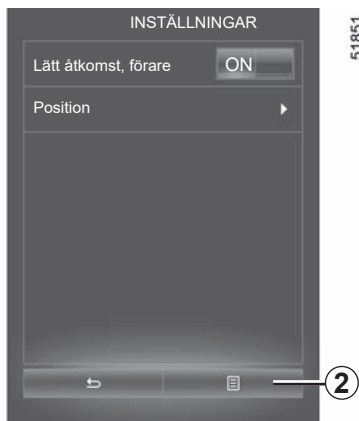 INSTÄLLNINGAR
Lätt åtkomst, förare ON
Position
2
51851